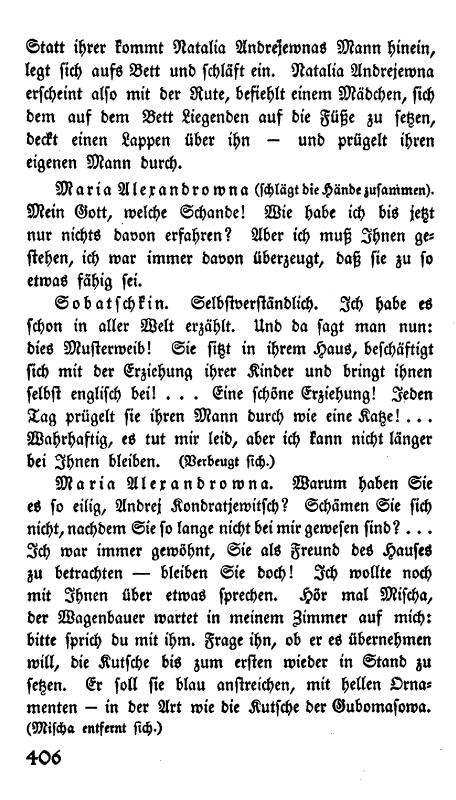 Statt ihrer kommt Natalia Andrejewnas Mann hinein,
legt sich aufs Bett und schläft ein. Natalia Andrejewna
erscheint also mit der Rute, befiehlt einem Mädchen, sich
dem auf dem Bett Liegenden auf die Füße zu setzen,
deckt einen Lappen über ihn — und prügelt ihren
eigenen Mann durch.
Maria Alexandrowna (schlägt die Hände zusammen).
Mein Gott, welche Schande! Wie habe ich bis jetzt
nur nichts davon erfahren? Aber ich muß Ihnen ge-
stehen, ich war immer davon überzeugt, daß sie zu so
etwas fähig sei.
Sobatschkin. Selbstverständlich. Ich habe es
schon in aller Welt erzählt. Und da sagt man nun:
dies Musterweib! Sie sitzt in ihrem Haus, beschäftigt
sich mit der Erziehung ihrer Kinder und bringt ihnen
selbst englisch bei! ... Eine schöne Erziehung! Jeden
Tag prügelt sie ihren Mann durch wie eine Katze! ...
Wahrhaftig, es tut mir leid, aber ich kann nicht länger
bei Ihnen bleiben. (Verbeugt sich.)
Maria Alexandrowna. Warum haben Sie
es so eilig, Andrej Kondratjewitsch? Schämen Sie sich
nicht, nachdem Sie so lange nicht bei mir gewesen sind? ...
Ich war immer gewöhnt, Sie als Freund des Hauses
zu betrachten — bleiben Sie doch! Ich wollte noch
mit Ihnen über etwas sprechen. Hör mal Mischa,
der Wagenbauer wartet in meinem Zimmer auf mich:
bitte sprich du mit ihm. Frage ihn, ob er es übernehmen
will, die Kutsche bis zum ersten wieder in Stand zu
setzen. Er soll sie blau anstreichen, mit hellen Orna-
menten — in der Art wie die Kutsche der Gubomasowa.
(Mischa entfernt sich.)
406